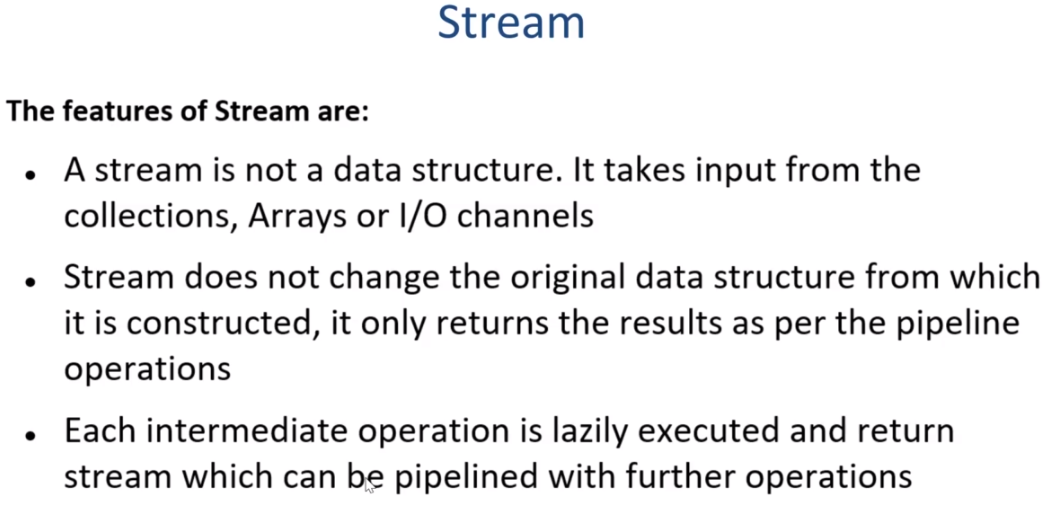 Stream
The features of Stream are:
• A stream is not a data structure. It takes input from the
collections, Arrays or I/O channels
• Stream does not change the original data structure from which
it is constructed, it only returns the results as per the pipeline
operations
• Each intermediate operation is lazily executed and return
stream which can be pipelined with further operations